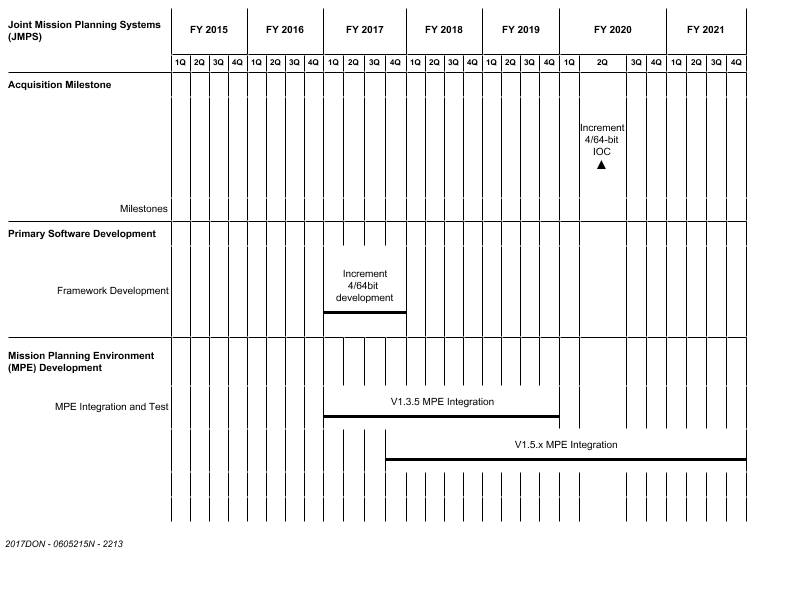 Joint Mission Planning Systems
(JMPS)
FY 2015 FY 2016 FY 2017 FY 2018 FY 2019 FY 2020 FY 2021
1Q 2Q 3Q 4Q 1Q 2Q 3Q 4Q 1Q 2Q 3Q 4Q 1Q 2Q 3Q 4Q 1Q 2Q 3Q 4Q 1Q 2Q 3Q 4Q 1Q 2Q 3Q 4Q
Acquisition Milestone
Increment
4/64-bit
IOC
Milestones
Primary Software Development
Framework Development
Increment
4/64bit
development
Mission Planning Environment
(MPE) Development
MPE Integration and Test
V1.3.5 MPE Integration
V1.5.x MPE Integration
2017DON - 0605215N - 2213